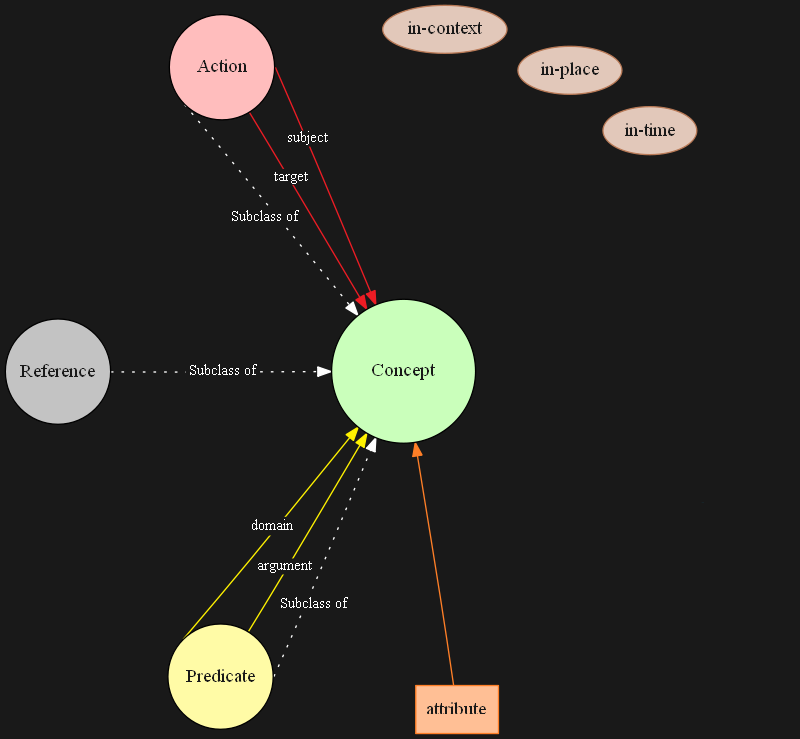 in-context
Action
in-place
in-time
subject
target
Subclass of
Reference
Subclass of
Concept
domain
argument
Subclass of
Predicate
attribute